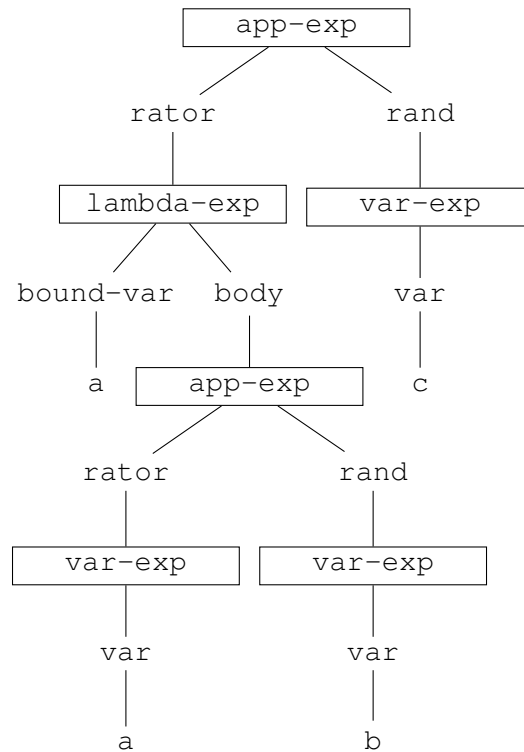 app-exp
rator rand
lambda-exp var-exp
bound-var body var
a app-exp c
rator rand
var-exp var-exp
var var
a b